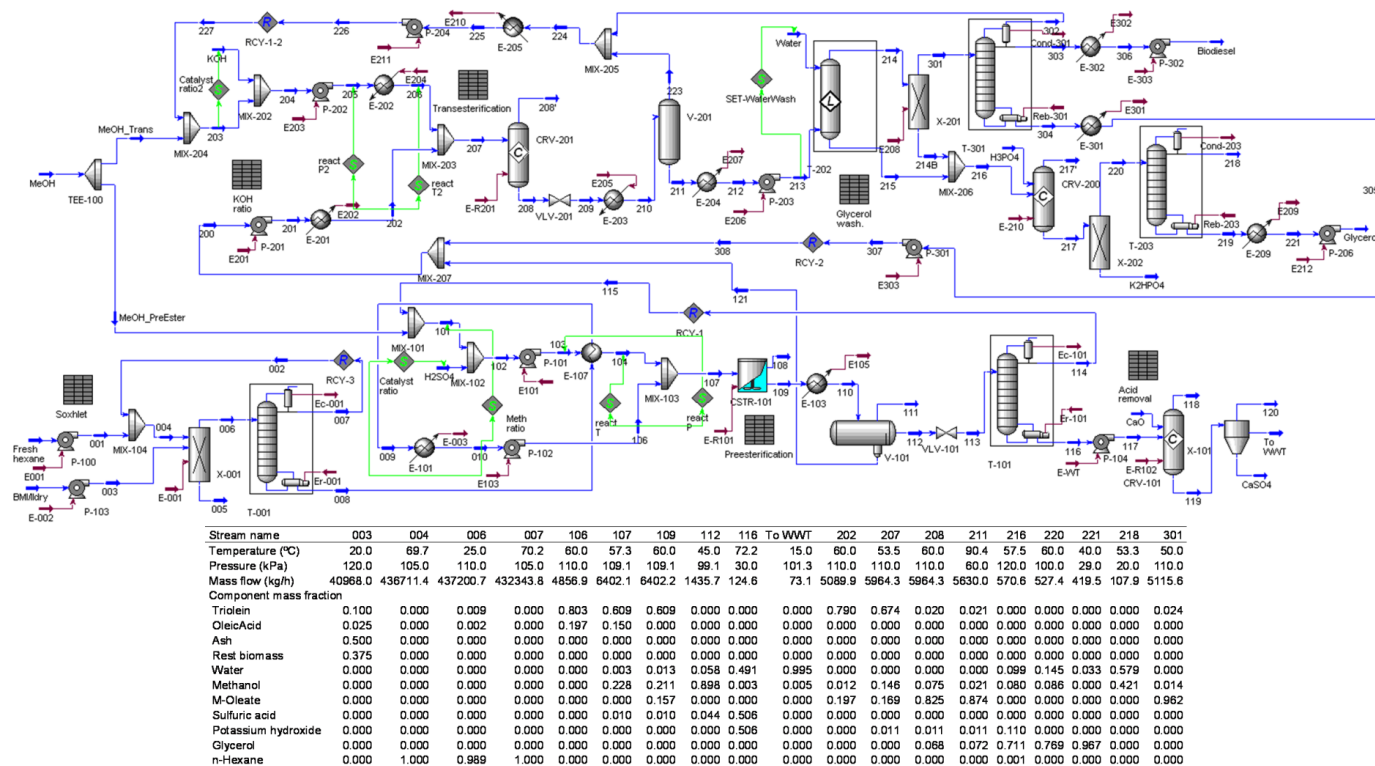 227
RCY-1-2
226
P-204
E210
E211
225
E-205
224
MIX-205
KOH
Catalyst
ratio2
203
MIX-204
MIX-202
204
P-202
E203
205
E-202
E204
206
Transesterification
208'
CRV-201
MIX-203
207
E-R201
208
VLV-201
209
E205
E-203
210
223
V-201
211
E207
E-204
212
E206
P-203
213
Water
SET-WaterWash
T-202
214
E208
X-201
214B
215
301
302
Cond-301
303
E302
E-302
306
E-303
P-302
Biodiesel
Reb-301
304
T-301
E301
E-301
MeOH_Trans
MeOH
TEE-100
KOH
ratio
react
P2
react
T2
E202
202
200
201
P-201
E201
E-201
Glycerol
wash.
MIX-206
H3PO4
216
217'
CRV-200
E-210
217
220
X-202
K2HPO4
Cond-203
218
Reb-203
219
T-203
E209
E-209
221
E212
P-206
Glycerol
MIX-207
308
RCY-2
307
P-301
E303
121
115
RCY-1
MeOH_PreEster
MIX-101
101
Catalyst
ratio
H2SO4
MIX-102
102
103
P-101
E101
E-107
104
MIX-103
107
108
CSTR-101
109
E-R101
Preesterification
react
T
react
P
106
Meth
ratio
E-003
009
E-101
010
E103
P-102
E105
E-103
110
111
V-101
112
VLV-101
113
Ec-101
114
Er-101
T-101
116
E-WT
P-104
117
Acid
removal
CaO
118
X-101
E-R102
CRV-101
119
120
To
WWT
CaSO4
002
RCY-3
Soxhlet
004
MIX-104
Fresh
hexane
E001
P-100
001
BMI/ldry
E-002
P-103
003
E-001
X-001
005
006
Ec-001
007
Er-001
008
T-001
Stream name 003 004 006 007 106 107 109 112 116 To WWT 202 207 208 211 216 220 221 218 301
Temperature (ºC) 20.0 69.7 25.0 70.2 60.0 57.3 60.0 45.0 72.2 15.0 60.0 53.5 60.0 90.4 57.5 60.0 40.0 53.3 50.0
Pressure (kPa) 120.0 105.0 110.0 105.0 110.0 109.1 109.1 99.1 30.0 101.3 110.0 110.0 110.0 60.0 120.0 100.0 29.0 20.0 110.0
Mass flow (kg/h) 40968.0 436711.4 437200.7 432343.8 4856.9 6402.1 6402.2 1435.7 124.6 73.1 5089.9 5964.3 5964.3 5630.0 570.6 527.4 419.5 107.9 5115.6
Component mass fraction
Triolein 0.100 0.000 0.009 0.000 0.803 0.609 0.609 0.000 0.000 0.000 0.790 0.674 0.020 0.021 0.000 0.000 0.000 0.000 0.024
OleicAcid 0.025 0.000 0.002 0.000 0.197 0.150 0.000 0.000 0.000 0.000 0.000 0.000 0.000 0.000 0.000 0.000 0.000 0.000 0.000
Ash 0.500 0.000 0.000 0.000 0.000 0.000 0.000 0.000 0.000 0.000 0.000 0.000 0.000 0.000 0.000 0.000 0.000 0.000 0.000
Rest biomass 0.375 0.000 0.000 0.000 0.000 0.000 0.000 0.000 0.000 0.000 0.000 0.000 0.000 0.000 0.000 0.000 0.000 0.000 0.000
Water 0.000 0.000 0.000 0.000 0.000 0.003 0.013 0.058 0.491 0.995 0.000 0.000 0.000 0.000 0.099 0.145 0.033 0.579 0.000
Methanol 0.000 0.000 0.000 0.000 0.000 0.228 0.211 0.898 0.003 0.005 0.012 0.146 0.075 0.021 0.080 0.086 0.000 0.421 0.014
M-Oleate 0.000 0.000 0.000 0.000 0.000 0.000 0.157 0.000 0.000 0.000 0.197 0.169 0.825 0.874 0.000 0.000 0.000 0.000 0.962
Sulfuric acid 0.000 0.000 0.000 0.000 0.000 0.010 0.010 0.044 0.506 0.000 0.000 0.000 0.000 0.000 0.000 0.000 0.000 0.000 0.000
Potassium hydroxide 0.000 0.000 0.000 0.000 0.000 0.000 0.000 0.000 0.506 0.000 0.000 0.011 0.011 0.011 0.110 0.000 0.000 0.000 0.000
Glycerol 0.000 0.000 0.000 0.000 0.000 0.000 0.000 0.000 0.000 0.000 0.000 0.000 0.068 0.072 0.711 0.769 0.967 0.000 0.000
n-Hexane 0.000 1.000 0.989 1.000 0.000 0.000 0.000 0.000 0.000 0.000 0.000 0.000 0.000 0.000 0.001 0.000 0.000 0.000 0.000